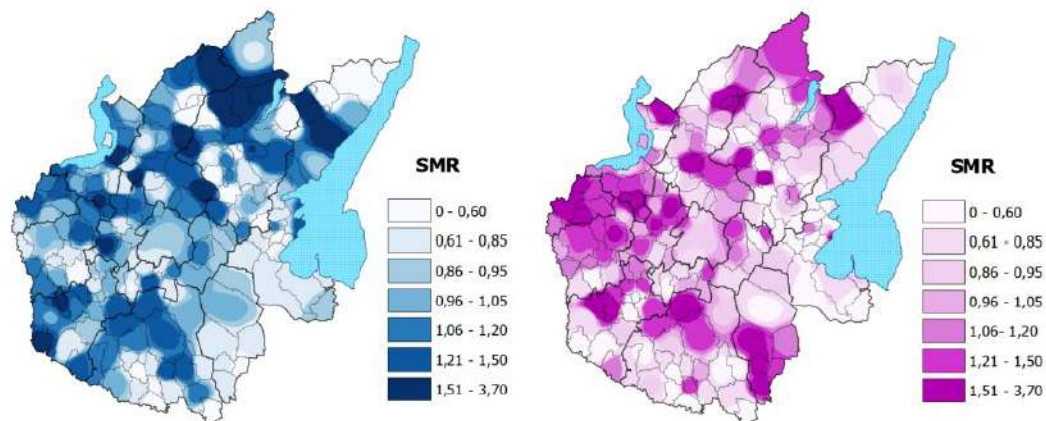 SMR
0 - 0,60
0,61 - 0,85
0,86 - 0,95
0,96 - 1,05
1,06 - 1,20
1,21 - 1,50
1,51 - 3,70
SMR
0 - 0,60
0,61 - 0,85
0,86 - 0,95
0,96 - 1,05
1,06- 1,20
1,21 - 1,50
1,51 - 3,70